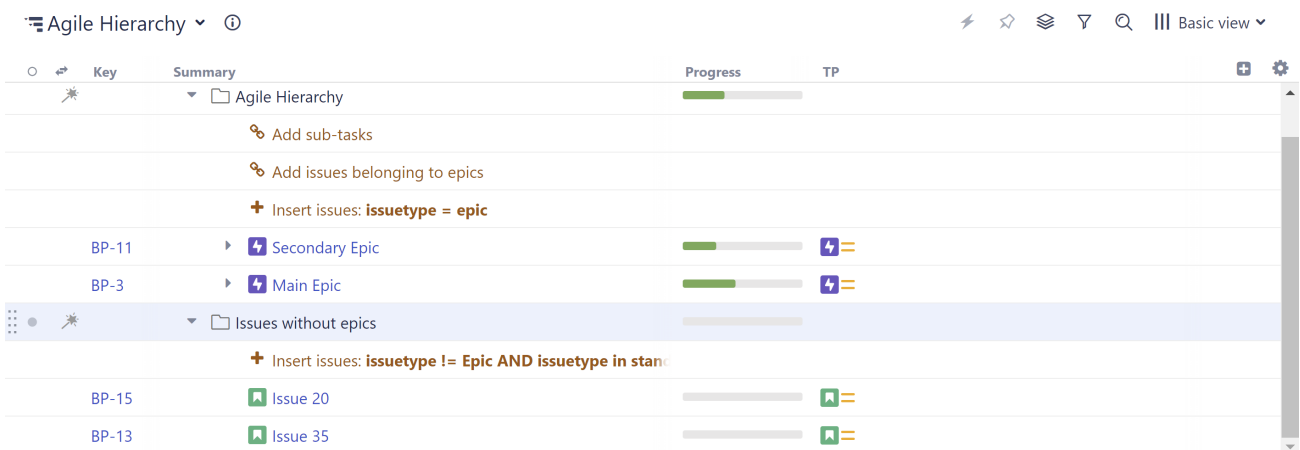 Agile Hierarchy
Basic view
Key Summary Progress TP
Agile Hierarchy
Add sub-tasks
Add issues belonging to epics
Insert issues: issuetype = epic
BP-11 Secondary Epic
BP-3 Main Epic
Issues without epics
Insert issues: issuetype != Epic AND issuetype in
BP-15 Issue 20
BP-13 Issue 35